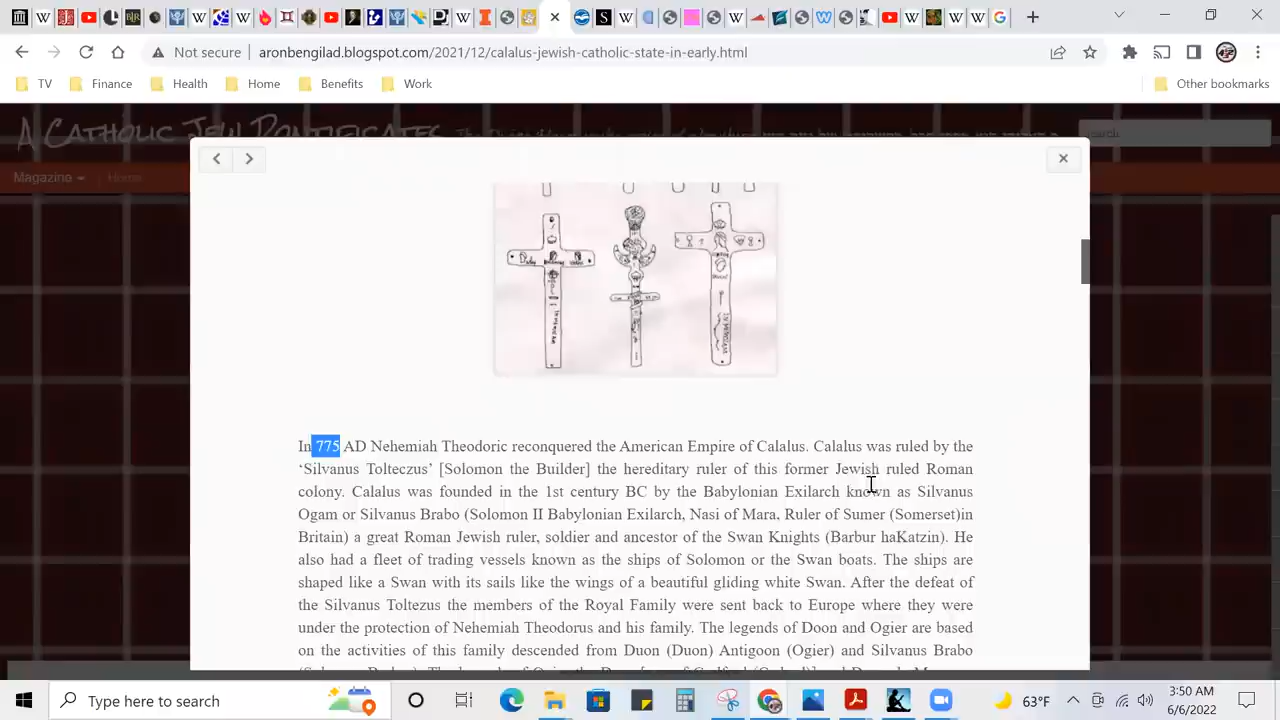 Not secure
aronbengilad.blogspot.com/2021/12/calalus-jewish-catholic-state-in-early.html
TV Finance Health Home Benefits Work Other bookmarks
A Catholic Jew Pontificates
Search
Magazine Home
In 775 AD Nehemiah Theodoric reconquered the American Empire of Calalus. Calalus was ruled by the
‘Silvanus Tolteczus’ [Solomon the Builder] the hereditary ruler of this former Jewish ruled Roman
colony. Calalus was founded in the 1st century BC by the Babylonian Exilarch known as Silvanus
Ogam or Silvanus Brabo (Solomon II Babylonian Exilarch, Nasi of Mara, Ruler of Sumer (Somerset)in
Britain) a great Roman Jewish ruler, soldier and ancestor of the Swan Knights (Barbur haKatzin). He
also had a fleet of trading vessels known as the ships of Solomon or the Swan boats. The ships are
shaped like a Swan with its sails like the wings of a beautiful gliding white Swan. After the defeat of
the Silvanus Toltezus the members of the Royal Family were sent back to Europe where they were
under the protection of Nehemiah Theodorus and his family. The legends of Doon and Ogier are based
on the activities of this family descended from Duon (Duon) Antigoon (Ogier) and Silvanus Brabo
Type here to search
63°F
3:50 AM
6/6/2022